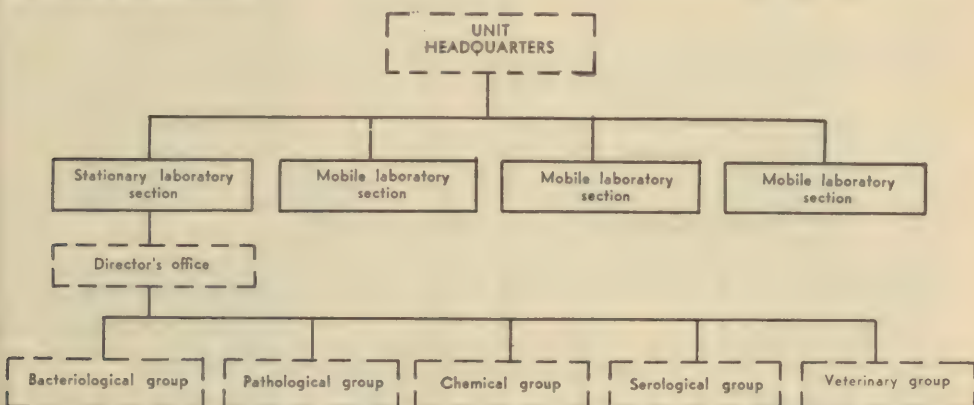 UNIT
HEADQUARTERS
Stationary laboratory
section
Mobile laboratory
section
Mobile laboratory
section
Mobile laboratory
section
Director's office
Bacteriological group
Pathological group
Chemical group
Serological group
Veterinary group